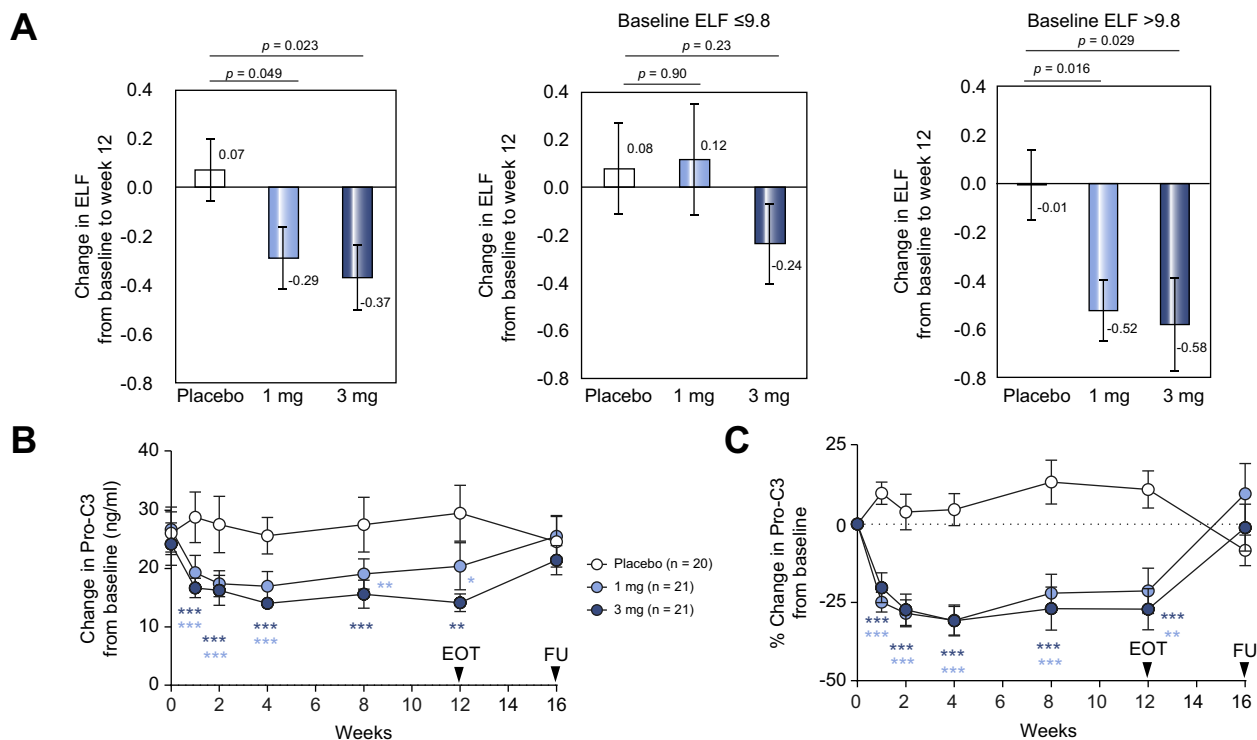 A
p = 0.023
p = 0.049
Change in ELF
from baseline to week 12
0.4
0.2
0.0
-0.2
-0.4
-0.6
-0.8
0.07
-0.29
-0.37
Placebo 1 mg 3 mg
Baseline ELF ≤9.8
p = 0.23
p = 0.90
Change in ELF
from baseline to week 12
0.4
0.2
0.0
-0.2
-0.4
-0.6
-0.8
0.08
0.12
-0.24
Placebo 1 mg 3 mg
Baseline ELF >9.8
p = 0.029
p = 0.016
Change in ELF
from baseline to week 12
0.4
0.2
0.0
-0.2
-0.4
-0.6
-0.8
-0.01
-0.52
-0.58
Placebo 1 mg 3 mg
B
Change in Pro-C3
from baseline (ng/ml)
40
30
20
10
0
***
***
***
***
***
***
**
***
*
**
EOT
FU
0 2 4 6 8 10 12 14 16
Weeks
Placebo (n = 20)
1 mg (n = 21)
3 mg (n = 21)
C
% Change in Pro-C3
from baseline
25
0
-25
-50
***
***
***
***
***
***
***
***
***
**
EOT
FU
0 2 4 6 8 10 12 14 16
Weeks